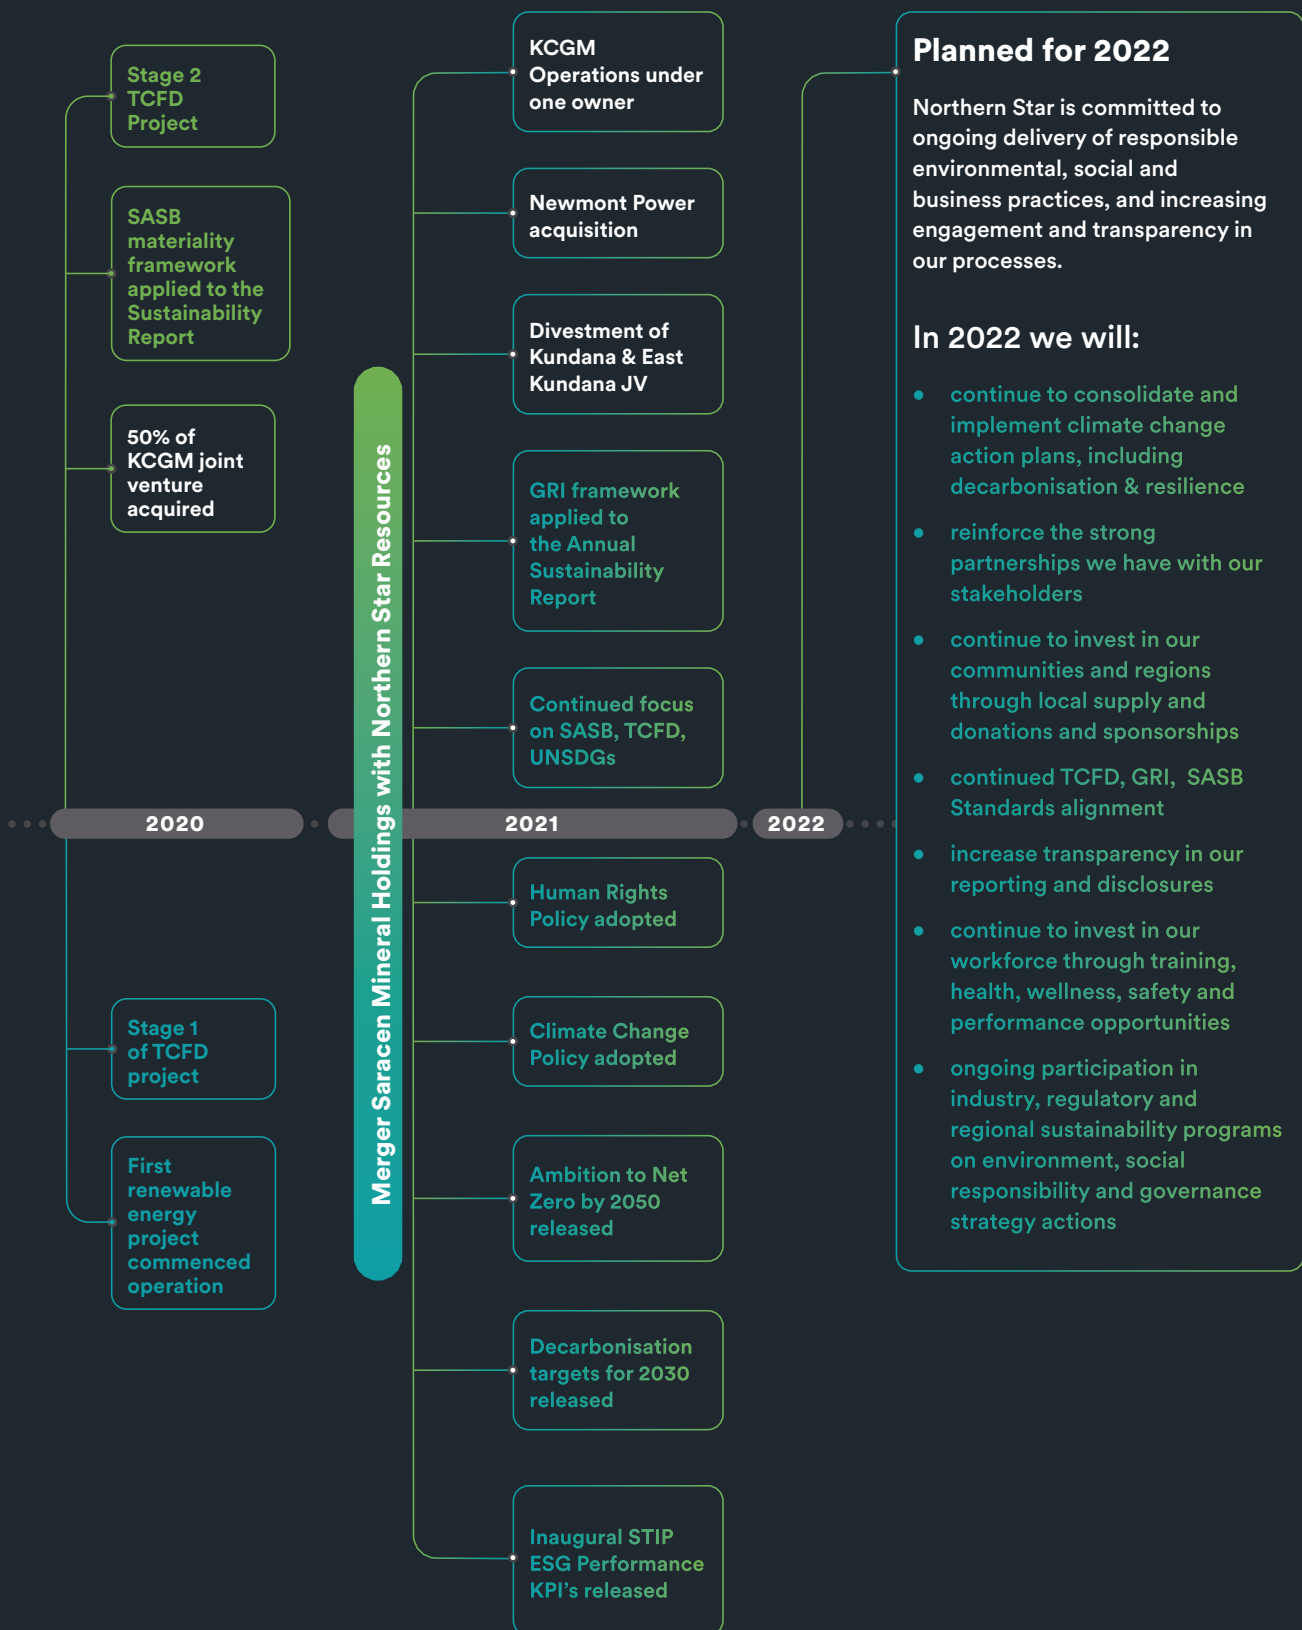 Stage 2
TCFD
Project
SASB
materiality
framework
applied to the
Sustainability
Report
50% of
KCGM joint
venture
acquired
2020
Stage 1
of TCFD
project
First
renewable
energy
project
commenced
operation
Merger Saracen Mineral Holdings with Northern Star Resources
KCGM
Operations under
one owner
Newmont Power
acquisition
Divestment of
Kundana & East
Kundana JV
GRI framework
applied to
the Annual
Sustainability
Report
Continued focus
on SASB, TCFD,
UNSDGs
2021
Human Rights
Policy adopted
Climate Change
Policy adopted
Ambition to Net
Zero by 2050
released
Decarbonisation
targets for 2030
released
Inaugural STIP
ESG Performance
KPI's released
2022
Planned for 2022
Northern Star is committed to
ongoing delivery of responsible
environmental, social and
business practices, and increasing
engagement and transparency in
our processes.
In 2022 we will:
• continue to consolidate and
implement climate change
action plans, including
decarbonisation & resilience
• reinforce the strong
partnerships we have with our
stakeholders
• continue to invest in our
communities and regions
through local supply and
donations and sponsorships
• continued TCFD, GRI, SASB
Standards alignment
• increase transparency in our
reporting and disclosures
• continue to invest in our
workforce through training,
health, wellness, safety and
performance opportunities
• ongoing participation in
industry, regulatory and
regional sustainability programs
on environment, social
responsibility and governance
strategy actions